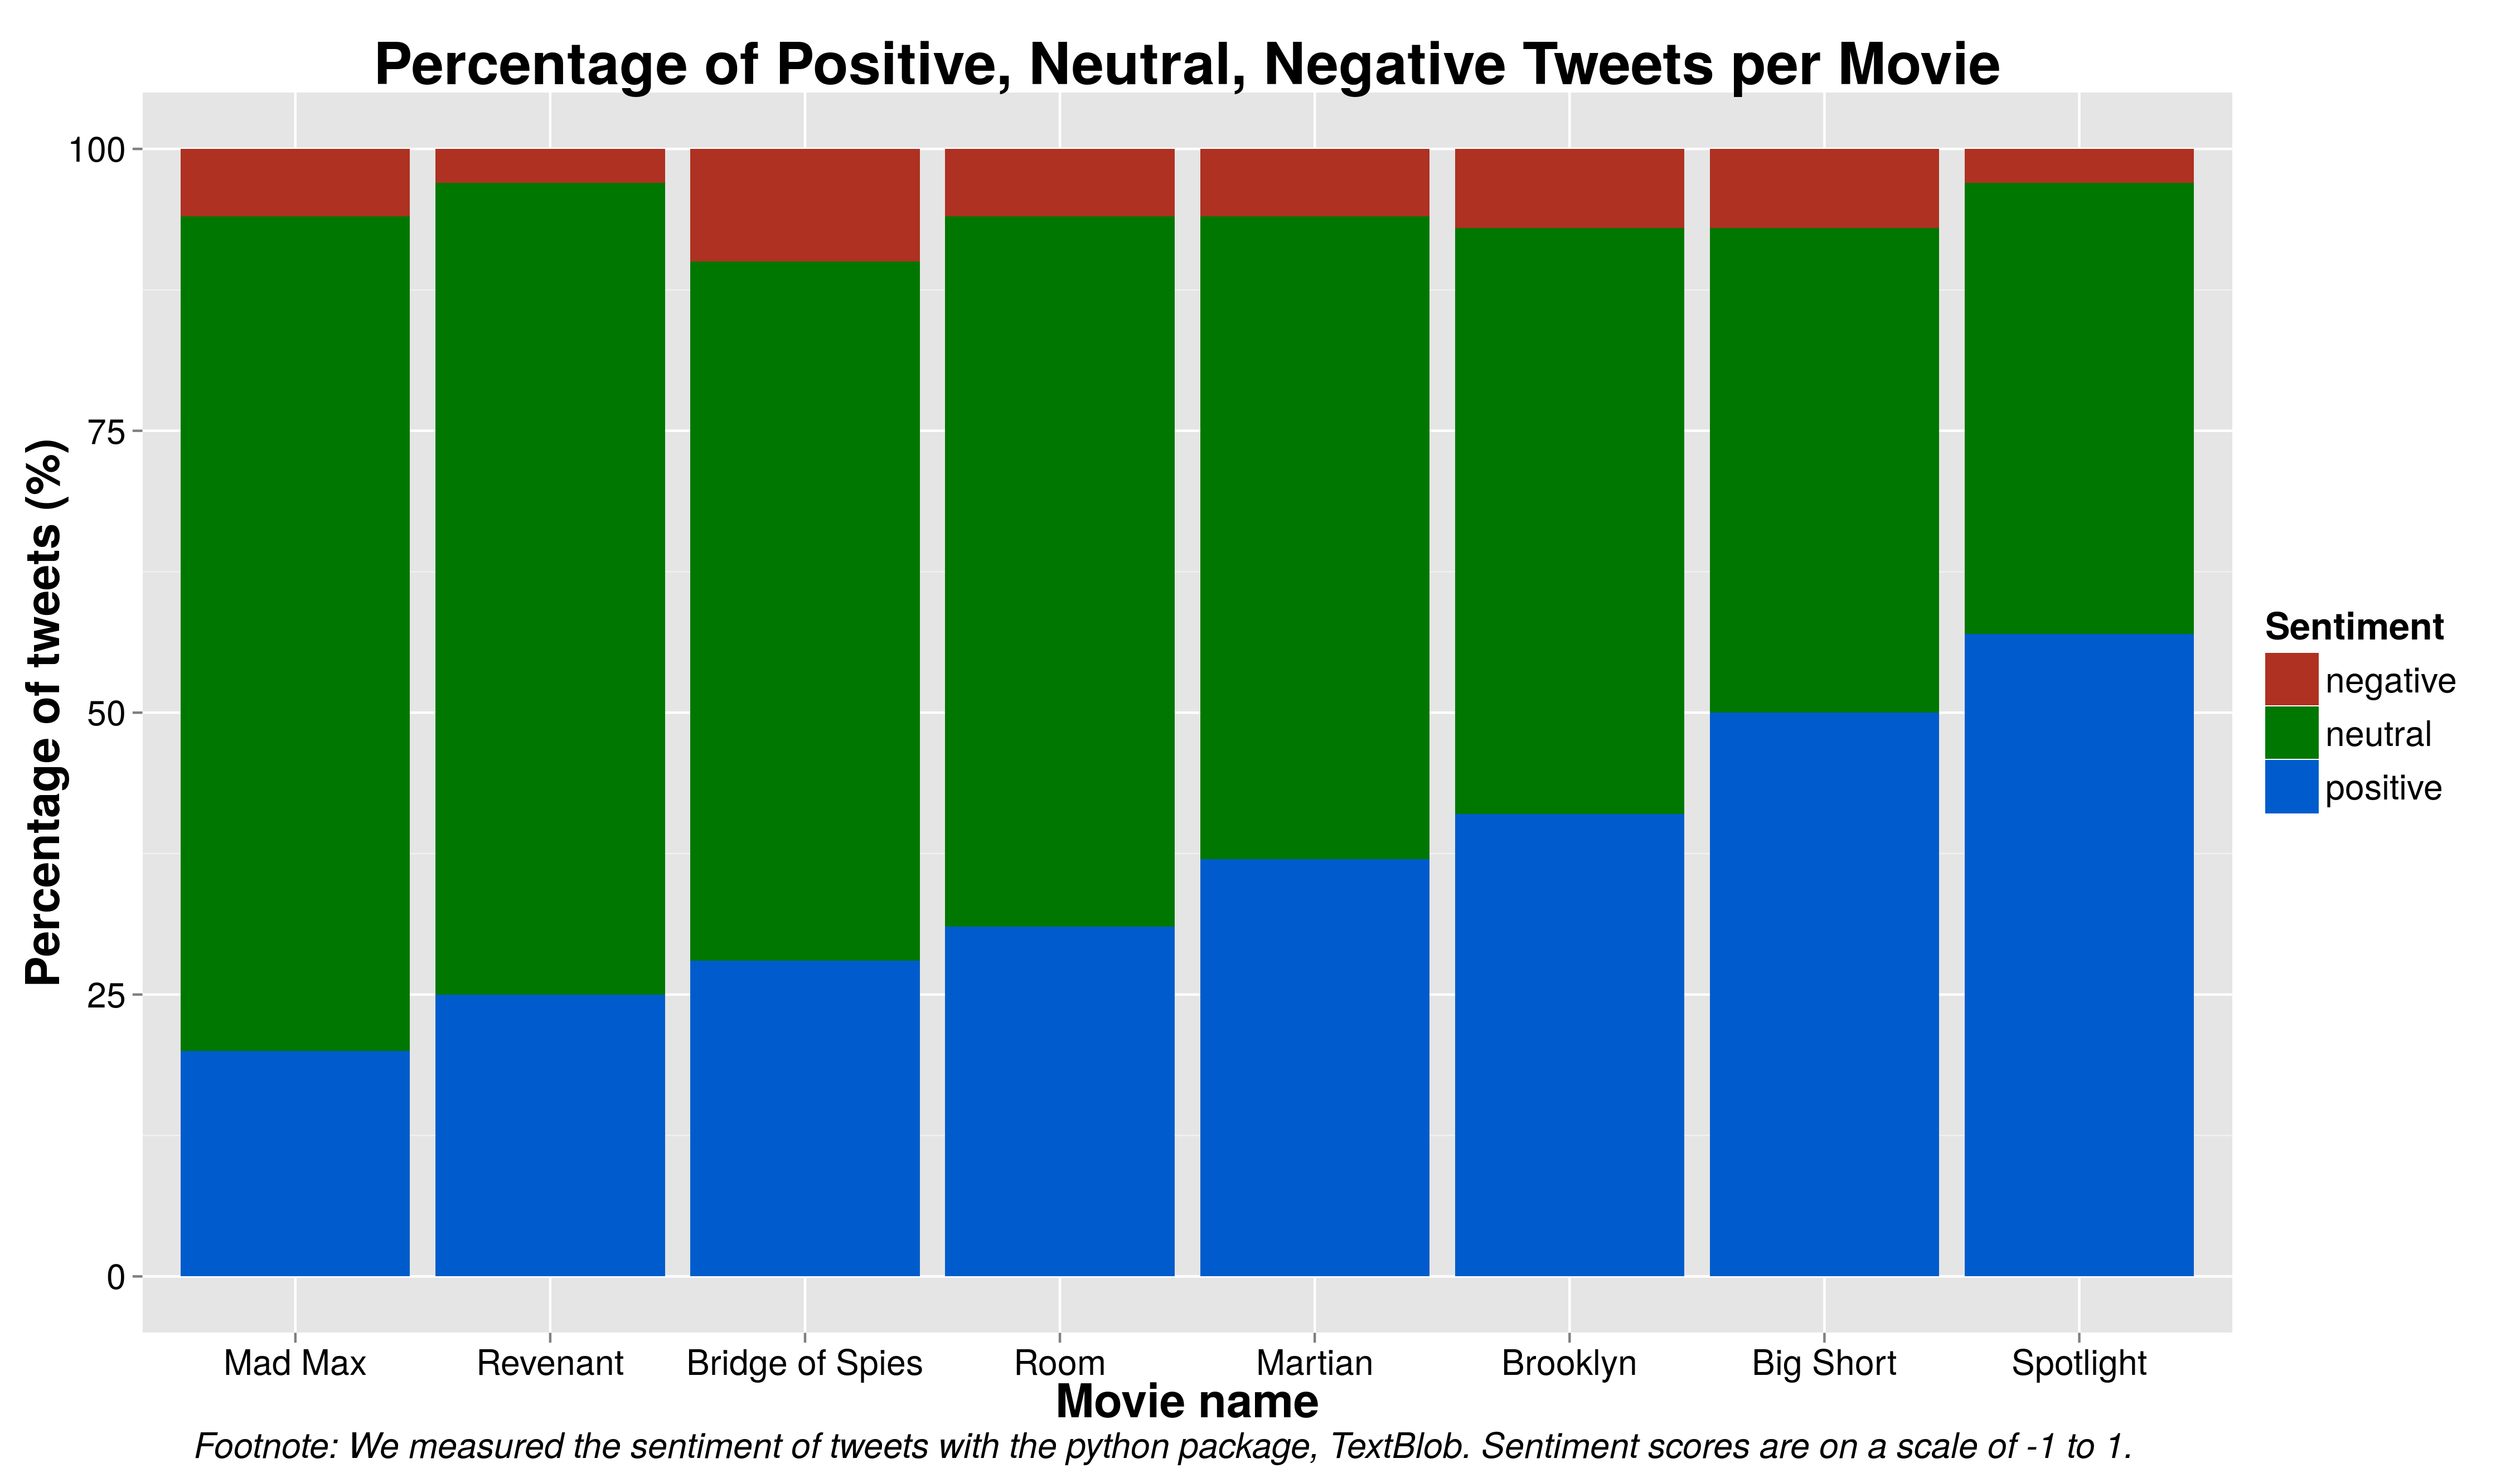 Percentage of Positive, Neutral, Negative Tweets per Movie
Percentage of tweets (%)
100
75
50
25
0
Sentiment
negative
neutral
positive
Mad Max Revenant Bridge of Spies Room Martian Brooklyn Big Short Spotlight
Movie name
Footnote: We measured the sentiment of tweets with the python package, TextBlob. Sentiment scores are on a scale of -1 to 1.